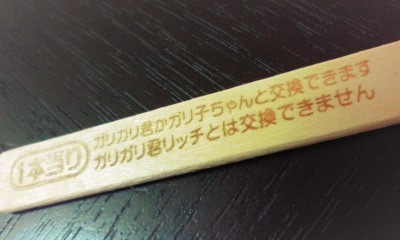 1本当り
ガリガリ君かガリ子ちゃんと交換できます
ガリガリ君リッチとは交換できません